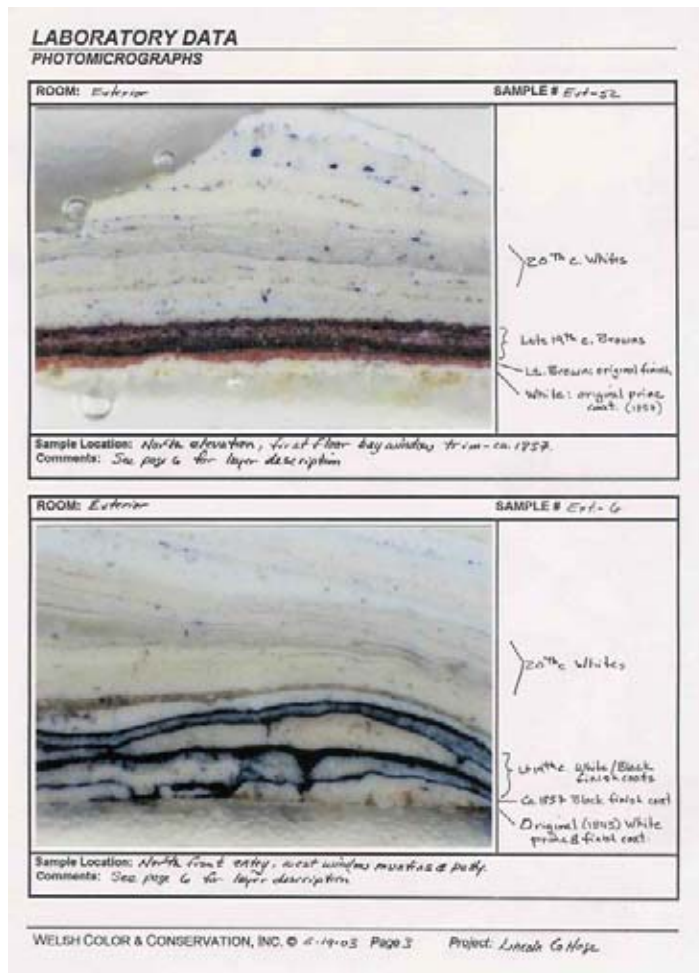 LABORATORY DATA
PHOTOMICROGRAPHS
ROOM: Exterior SAMPLE # Ext-52
20th c. Whites
Late 19th c. Browns
Lt. Brown: original finish
White: original prime
coat. (1857)
Sample Location: North elevation, first floor bay window trim - ca. 1857.
Comments: See page 6 for layer description
ROOM: Exterior SAMPLE # Ext.-6
20th c Whites
Lt 19th c. White/Black
finish coats
Ca. 1857 Black finish coat
Original (1843) White
prime & finish coat
Sample Location: North front entry, west window muntins @ putty.
Comments: See page 6 for layer description
WELSH COLOR & CONSERVATION, INC. © -19-03 Page 3 Project: Lincoln Cottage